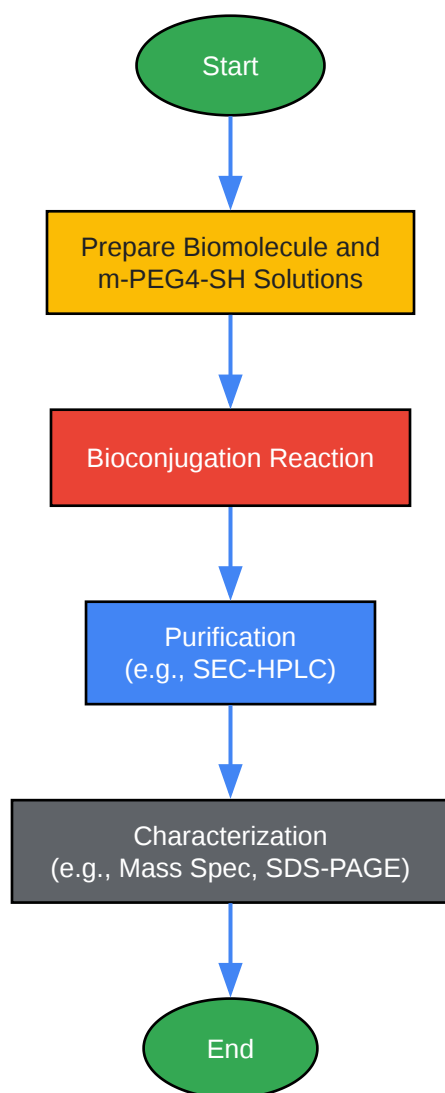 Start
Prepare Biomolecule and
m-PEG4-SH Solutions
Bioconjugation Reaction
Purification
(e.g., SEC-HPLC)
Characterization
(e.g., Mass Spec, SDS-PAGE)
End